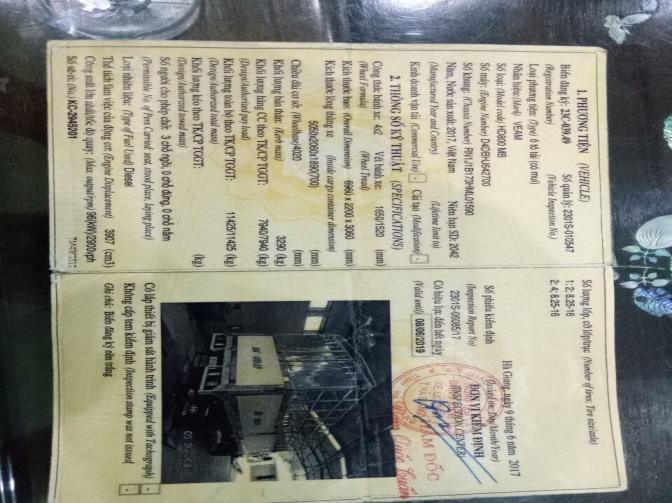 1. PHƯƠNG TIỆN (VEHICLE)
Biển đăng ký: 23C-039.49 Số quản lý: 2301S-010547
(Registration Number) (Vehicle Inspection No.)
Loại phương tiện: (Type) ô tô tải (có mui)
Nhãn hiệu: (Mark) VEAM
Số loại: (Model code) HD800 MB
Số máy: (Engine Number) D4DBHJ642700
Số khung: (Chassis Number) RNJJ1B173HML01590
Năm, Nước sản xuất: 2017, Việt Nam Niên hạn SD: 2042
(Manufactured Year and Country) (Lifetime limit to)
Kinh doanh vận tải (Commercial Use) Cải tạo (Modification)
2. THÔNG SỐ KỸ THUẬT (SPECIFICATIONS)
Công thức bánh xe: 4x2 Vết bánh xe: 1650/1520 (mm)
(Wheel Formula) (Wheel Tread)
Kích thước bao: (Overall Dimension) 6960 x 2200 x 3060 (mm)
Kích thước lòng thùng xe (Inside cargo container dimension)
5050x2060x1890(700) (mm)
Chiều dài cơ sở: (Wheelbase) 4020 (mm)
Khối lượng bản thân: (Kerb mass) 3290 (kg)
Khối lượng hàng CC theo TK/CP TGGT: 7940/7940 (kg)
(Design/Authorized pay load)
Khối lượng toàn bộ theo TK/CP TGGT: 11425/11425 (kg)
(Design/Authorized total mass)
Khối lượng kéo theo TK/CP TGGT: (kg)
(Design/Authorized towed mass)
Số người cho phép chở: 3 chỗ ngồi, 0 chỗ đứng, 0 chỗ nằm
(Permissible No. of Pers Carried: seat, stood place, laying place)
Loại nhiên liệu: (Type of Fuel Used) Diesel
Thể tích làm việc của động cơ: (Engine Displacement) 3907 (cm3)
Công suất lớn nhất/tốc độ quay: (Max. output/rpm) 96(kW)/2900vph
Số sê-ri: (No.) KC-2945001
Số lượng lốp, cỡ lốp/trục (Number of tires; Tire size/axle)
1: 2; 8.25-16
2: 4; 8.25-16
Số phiếu kiểm định
(Inspection Report No)
2301S-06085/17
Có hiệu lực đến hết ngày
(Valid until) 08/06/2019
Hà Giang, ngày 9 tháng 6 năm 2017
(Issued on: Day/Month/Year)
ĐƠN VỊ KIỂM ĐỊNH
(INSPECTION CENTER)
Có lắp thiết bị giám sát hành trình (Equipped with Tachograph)
Không cấp tem kiểm định (Inspection stamp was not issued)
Ghi chú: Biển đăng ký nền trắng